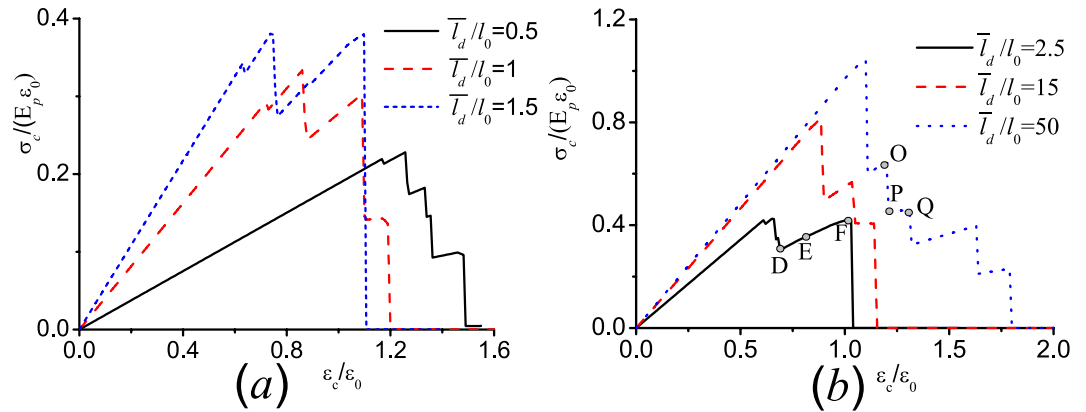 σc/(Epε0)
0.4
0.2
0.0
0.0 0.4 0.8 1.2 1.6
εc/ε0
(a)
l̅d/l0=0.5
l̅d/l0=1
l̅d/l0=1.5
σc/(Epε0)
1.2
0.8
0.4
0.0
0.0 0.5 1.0 1.5 2.0
εc/ε0
(b)
l̅d/l0=2.5
l̅d/l0=15
l̅d/l0=50
O
P
Q
D
E
F